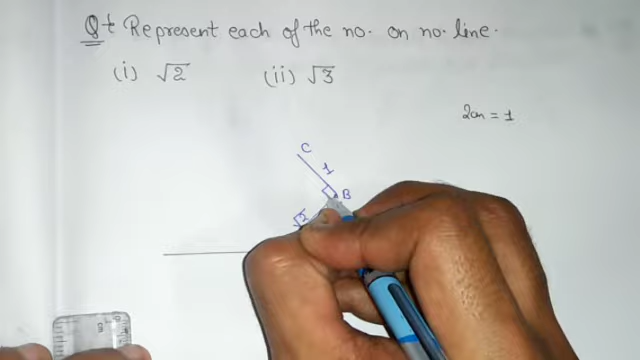 Q† Represent each of the no. on no. line.
(i) √2 (ii) √3
2cm = 1
C
1
B
√2